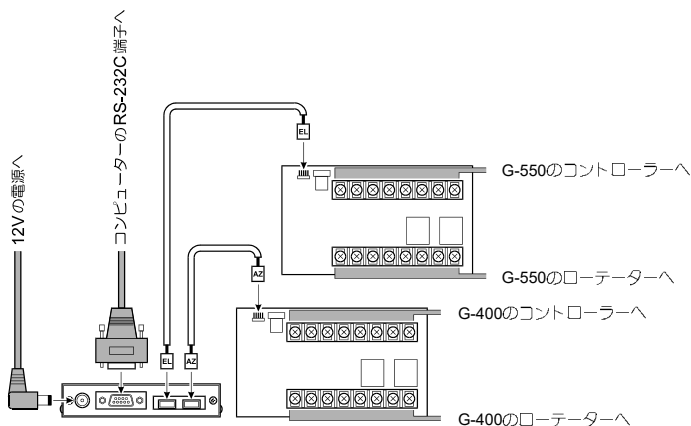 12Vの電源へ
コンピューターのRS-232C端子へ
EL
G-550のコントローラーへ
G-550のローテーターへ
AZ
G-400のコントローラーへ
EL
AZ
G-400のローテーターへ